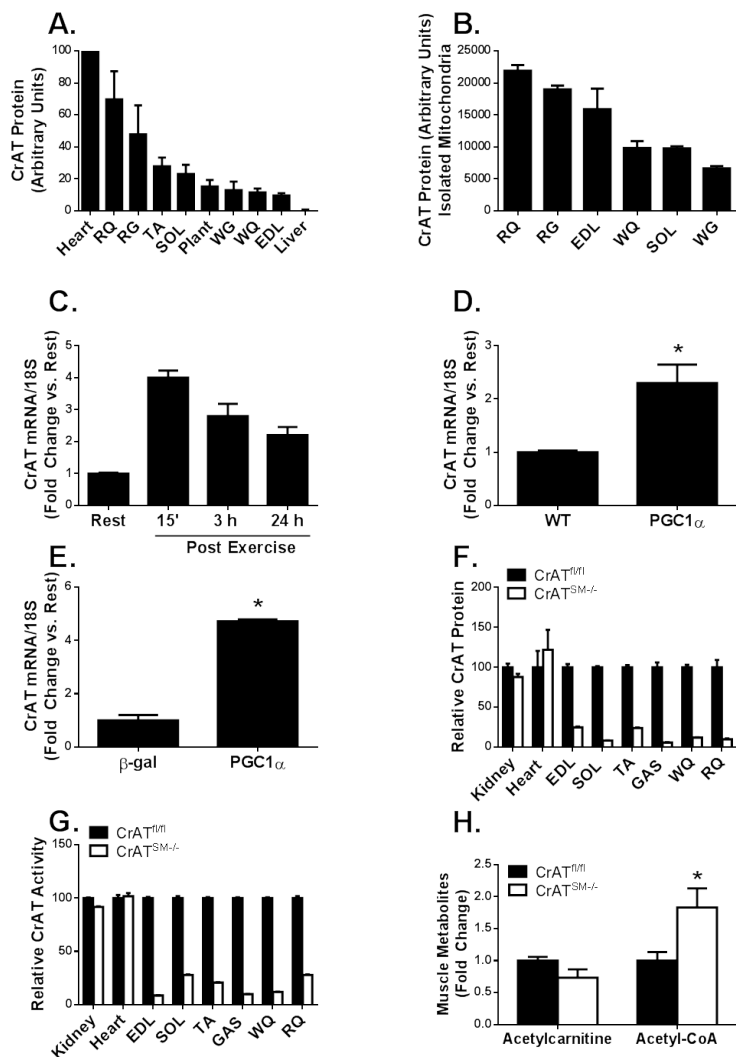 A.
CrAT Protein
(Arbitrary Units)
100
80
60
40
20
0
Heart
RQ
RG
TA
SOL
Plant
WG
WQ
EDL
Liver
B.
CrAT Protein (Arbitrary Units)
Isolated Mitochondria
25000
20000
15000
10000
5000
0
RQ
RG
EDL
WQ
SOL
WG
C.
CrAT mRNA/18S
(Fold Change vs. Rest)
5
4
3
2
1
0
Rest
15'
3 h
24 h
Post Exercise
D.
CrAT mRNA/18S
(Fold Change vs. Rest)
3
2
1
0
*
WT
PGC1α
E.
CrAT mRNA/18S
(Fold Change vs. Rest)
6
4
2
0
*
β-gal
PGC1α
F.
CrAT^fl/fl
CrAT^SM-/-
Relative CrAT Protein
200
150
100
50
0
Kidney
Heart
EDL
SOL
TA
GAS
WQ
RQ
G.
CrAT^fl/fl
CrAT^SM-/-
Relative CrAT Activity
150
100
50
0
Kidney
Heart
EDL
SOL
TA
GAS
WQ
RQ
H.
CrAT^fl/fl
CrAT^SM-/-
Muscle Metabolites
(Fold Change)
2.5
2.0
1.5
1.0
0.5
0.0
*
Acetylcarnitine
Acetyl-CoA